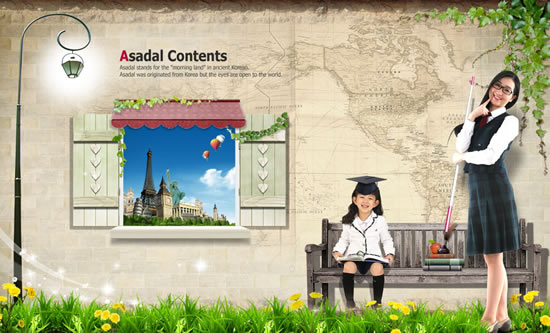 Asadal Contents
Asadal stands for the "morning land" in ancient Korean.
Asadal was originated from Korea but the eyes are open to the world.